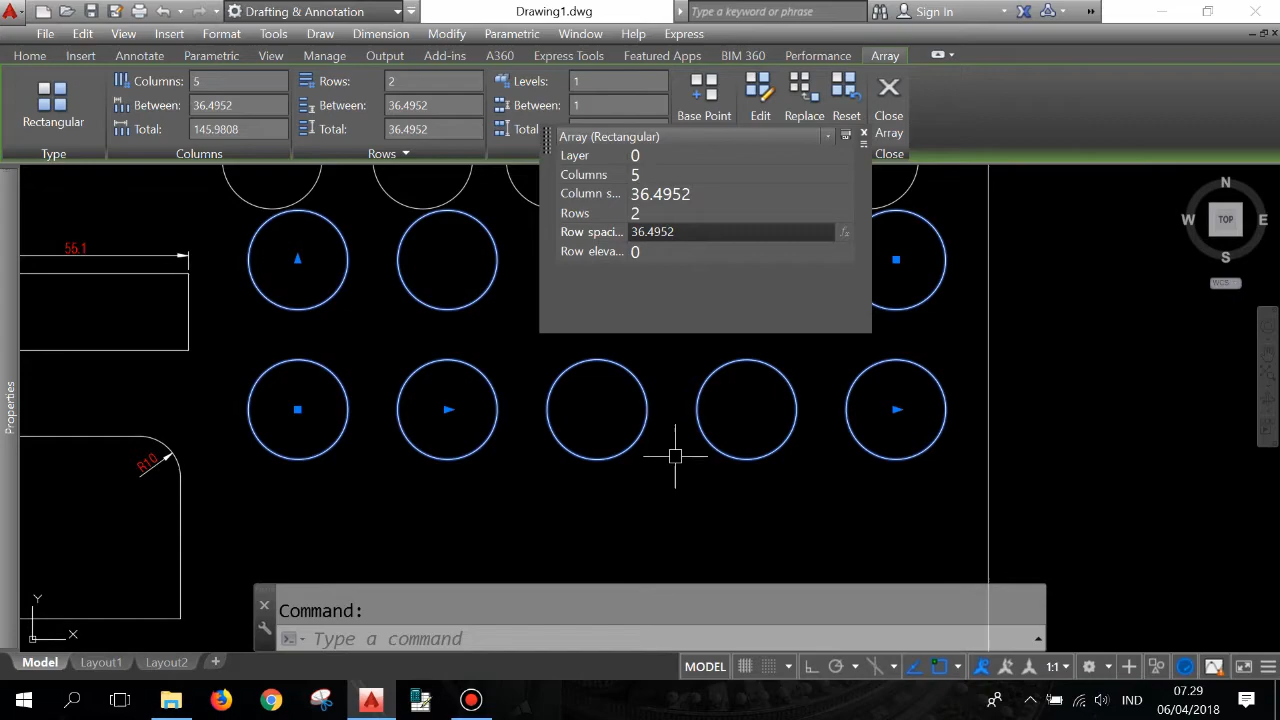 Drafting & Annotation
Drawing1.dwg
Type a keyword or phrase
Sign In
File Edit View Insert Format Tools Draw Dimension Modify Parametric Window Help Express
Home Insert Annotate Parametric View Manage Output Add-ins A360 Express Tools Featured Apps BIM 360 Performance Array
Columns: 5 Rows: 2 Levels: 1
Between: 36.4952 Between: 36.4952 Between: 1
Total: 145.9808 Total: 36.4952 Total
Rectangular
Base Point Edit Replace Reset Close
Array
Type Columns Rows Close
Array (Rectangular)
Layer 0
Columns 5
Column s... 36.4952
Rows 2
Row spaci... 36.4952
Row eleva... 0
N
W TOP E
S
WCS
55.1
R10
Properties
Y
X
Command:
Type a command
Model Layout1 Layout2 +
MODEL 1:1
IND
07.29
06/04/2018